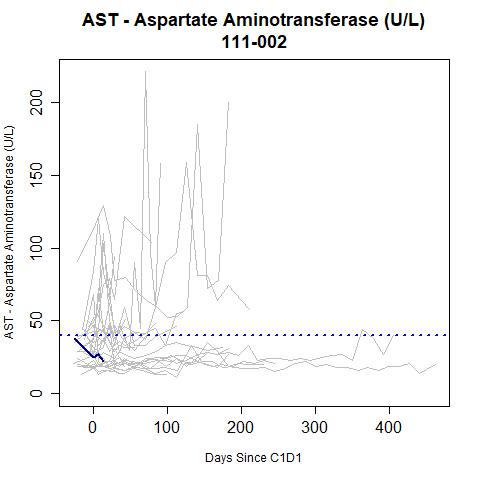 AST - Aspartate Aminotransferase (U/L)
111-002
AST - Aspartate Aminotransferase (U/L)
200
150
100
50
0
0 100 200 300 400
Days Since C1D1